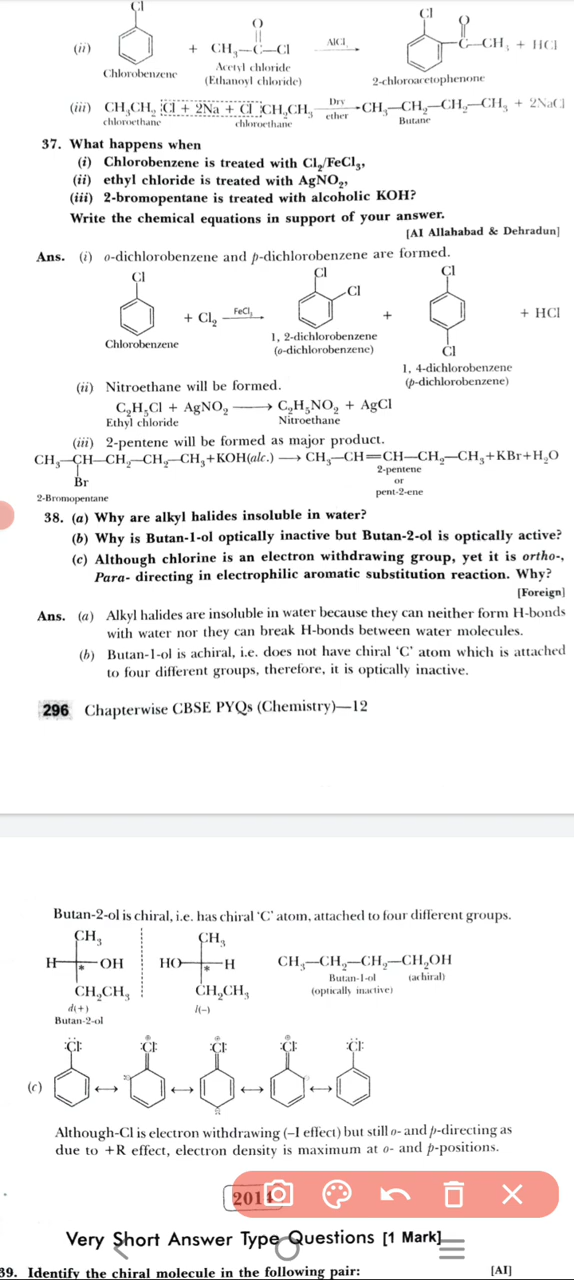 Cl O Cl O
(ii) + CH₃—C—Cl AlCl₃ C—CH₃ + HCl
Chlorobenzene Acetyl chloride
(Ethanoyl chloride) 2-chloroacetophenone
(iii) CH₃CH₂ Cl + 2Na + Cl CH₂CH₃ Dry ether CH₃—CH₂—CH₂—CH₃ + 2NaCl
chloroethane chloroethane Butane
37. What happens when
(i) Chlorobenzene is treated with Cl₂/FeCl₃,
(ii) ethyl chloride is treated with AgNO₂,
(iii) 2-bromopentane is treated with alcoholic KOH?
Write the chemical equations in support of your answer.
[AI Allahabad & Dehradun]
Ans. (i) o-dichlorobenzene and p-dichlorobenzene are formed.
Cl Cl Cl
Cl
+ Cl₂ FeCl₃ + + HCl
Chlorobenzene 1, 2-dichlorobenzene
(o-dichlorobenzene) Cl
1, 4-dichlorobenzene
(p-dichlorobenzene)
(ii) Nitroethane will be formed.
C₂H₅Cl + AgNO₂ ⟶ C₂H₅NO₂ + AgCl
Ethyl chloride Nitroethane
(iii) 2-pentene will be formed as major product.
CH₃—CH—CH₂—CH₂—CH₃+KOH(alc.) ⟶ CH₃—CH=CH—CH₂—CH₃+KBr+H₂O
Br 2-pentene
or
2-Bromopentane pent-2-ene
38. (a) Why are alkyl halides insoluble in water?
(b) Why is Butan-1-ol optically inactive but Butan-2-ol is optically active?
(c) Although chlorine is an electron withdrawing group, yet it is ortho-,
Para- directing in electrophilic aromatic substitution reaction. Why?
[Foreign]
Ans. (a) Alkyl halides are insoluble in water because they can neither form H-bonds
with water nor they can break H-bonds between water molecules.
(b) Butan-1-ol is achiral, i.e. does not have chiral 'C' atom which is attached
to four different groups, therefore, it is optically inactive.
296 Chapterwise CBSE PYQs (Chemistry)—12
Butan-2-ol is chiral, i.e. has chiral 'C' atom, attached to four different groups.
CH₃ CH₃
H * OH HO * H CH₃—CH₂—CH₂—CH₂OH
CH₂CH₃ CH₂CH₃ Butan-1-ol (achiral)
d(+) l(–) (optically inactive)
Butan-2-ol
:Cl: :Cl :Cl :Cl :Cl:
(c)
Although-Cl is electron withdrawing (–I effect) but still o- and p-directing as
due to +R effect, electron density is maximum at o- and p-positions.
2014
Very Short Answer Type Questions [1 Mark]
39. Identify the chiral molecule in the following pair: [AI]